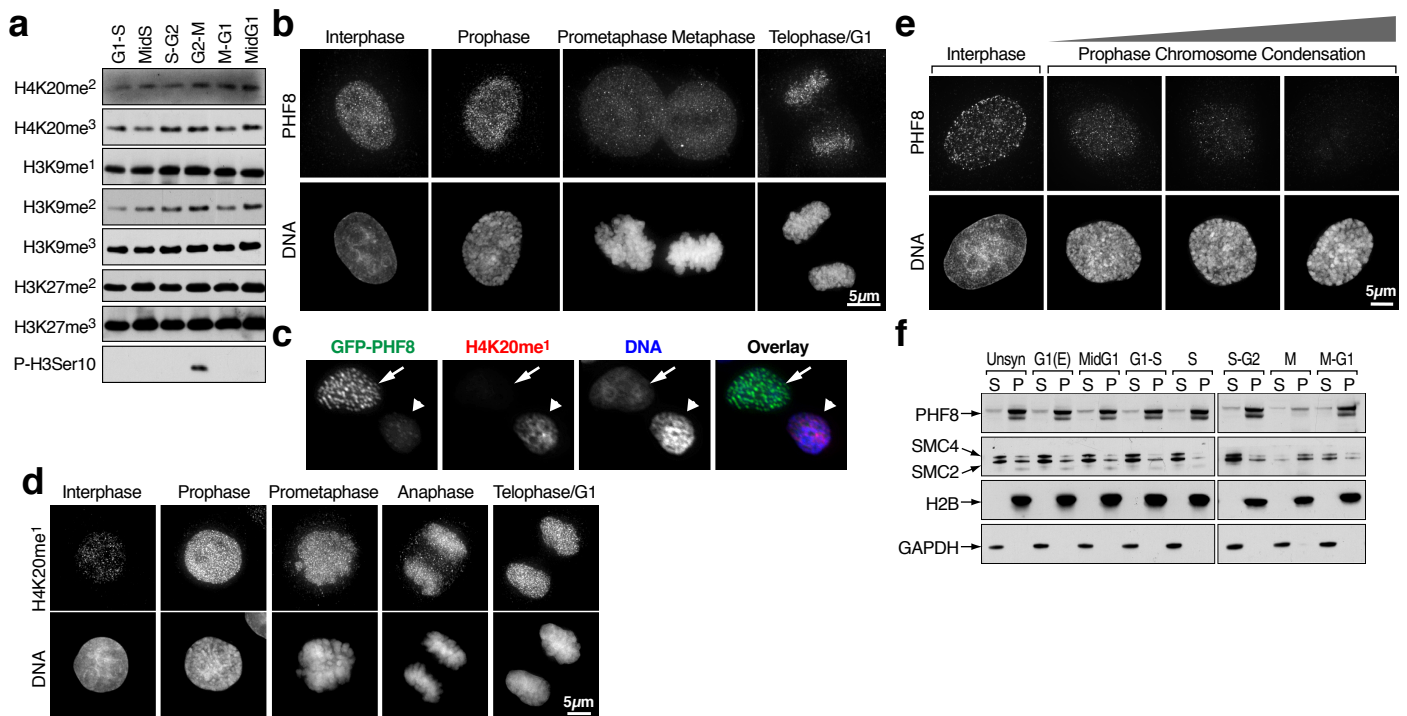 a
G1-S MidS S-G2 G2-M M-G1 MidG1
H4K20me2
H4K20me3
H3K9me1
H3K9me2
H3K9me3
H3K27me2
H3K27me3
P-H3Ser10
b
Interphase Prophase Prometaphase Metaphase Telophase/G1
PHF8
DNA
5µm
c
GFP-PHF8 H4K20me1 DNA Overlay
d
Interphase Prophase Prometaphase Anaphase Telophase/G1
H4K20me1
DNA
5µm
e
Interphase Prophase Chromosome Condensation
PHF8
DNA
5µm
f
Unsyn G1(E) MidG1 G1-S S S-G2 M M-G1
S P S P S P S P S P S P S P S P
PHF8
SMC4
SMC2
H2B
GAPDH